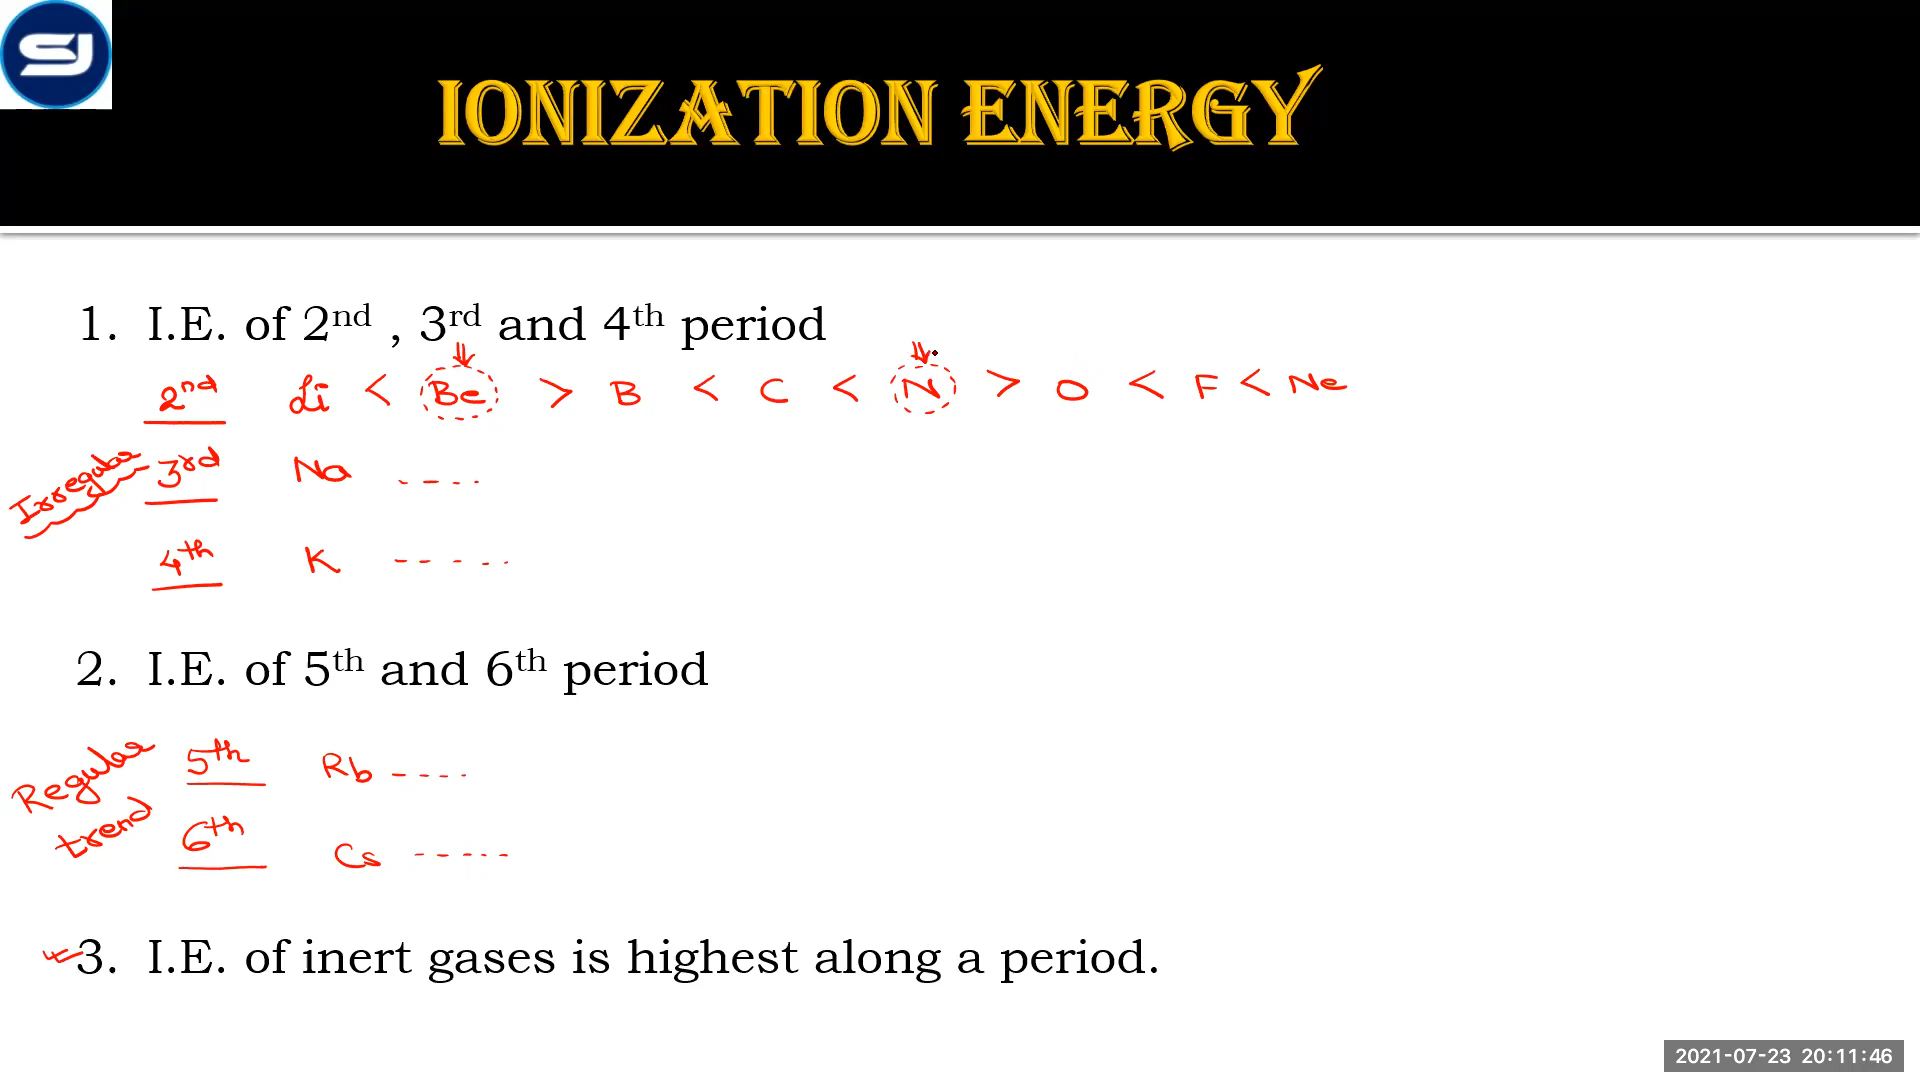 SJ
IONIZATION ENERGY
1. I.E. of 2nd , 3rd and 4th period
2nd Li < Be > B < C < N > O < F < Ne
Irregular 3rd Na ....
4th K .....
2. I.E. of 5th and 6th period
Regular trend 5th Rb ....
6th Cs .....
3. I.E. of inert gases is highest along a period.
2021-07-23 20:11:46